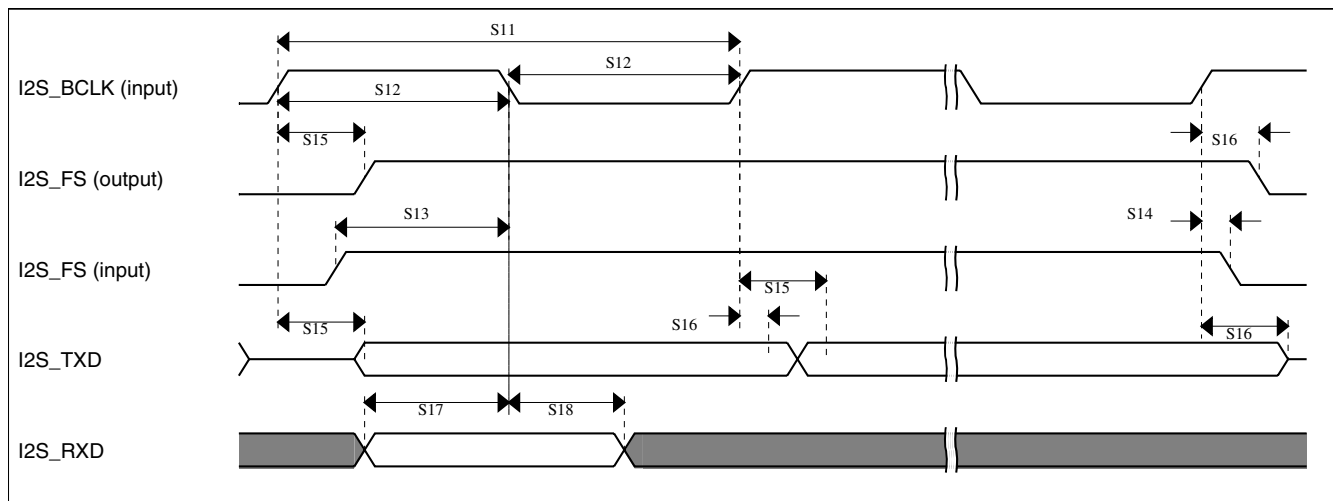 S11
S12
I2S_BCLK (input)
S12
S15
S16
I2S_FS (output)
S13
S14
I2S_FS (input)
S15
S16
S15
S16
I2S_TXD
S17
S18
I2S_RXD